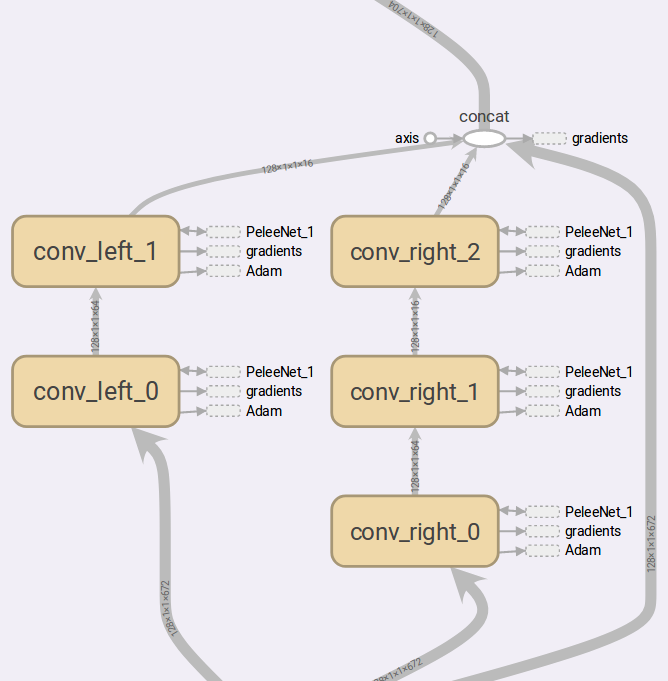 128×1×1×704
concat
axis
gradients
128×1×1×16
128×1×1×16
conv_left_1
PeleeNet_1
gradients
Adam
conv_right_2
PeleeNet_1
gradients
Adam
128×1×1×64
128×1×1×16
conv_left_0
PeleeNet_1
gradients
Adam
conv_right_1
PeleeNet_1
gradients
Adam
128×1×1×64
conv_right_0
PeleeNet_1
gradients
Adam
128×1×1×672
128×1×1×672
28×1×1×672